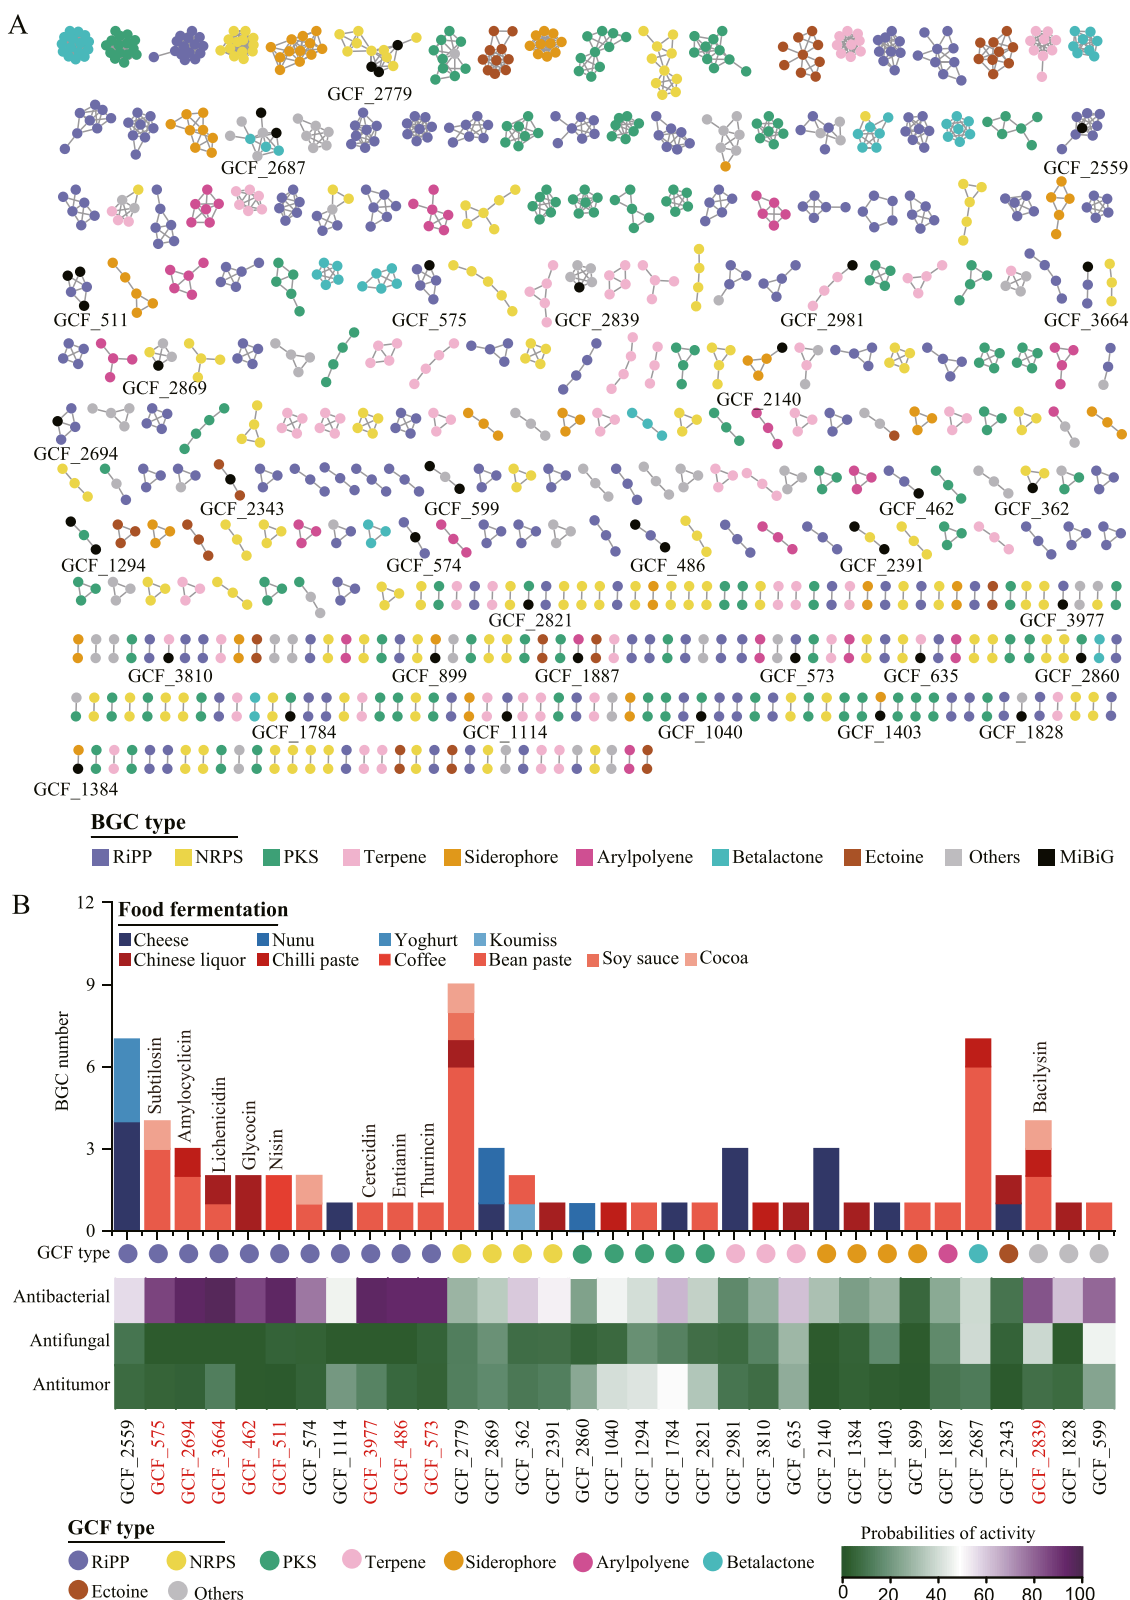 A
GCF_2779
GCF_2687
GCF_2559
GCF_511
GCF_575
GCF_2839
GCF_2981
GCF_3664
GCF_2869
GCF_2140
GCF_2694
GCF_2343
GCF_599
GCF_462
GCF_362
GCF_1294
GCF_574
GCF_486
GCF_2391
GCF_2821
GCF_3977
GCF_3810
GCF_899
GCF_1887
GCF_573
GCF_635
GCF_2860
GCF_1784
GCF_1114
GCF_1040
GCF_1403
GCF_1828
GCF_1384
BGC type
RiPP NRPS PKS Terpene Siderophore Arylpolyene Betalactone Ectoine Others MiBiG
B
12
9
6
3
0
BGC number
Food fermentation
Cheese Nunu Yoghurt Koumiss
Chinese liquor Chilli paste Coffee Bean paste Soy sauce Cocoa
Subtilosin
Amylocyclicin
Lichenicidin
Glycocin
Nisin
Cerecidin
Entianin
Thurincin
Bacilysin
GCF type
Antibacterial
Antifungal
Antitumor
GCF_2559
GCF_575
GCF_2694
GCF_3664
GCF_462
GCF_511
GCF_574
GCF_1114
GCF_3977
GCF_486
GCF_573
GCF_2779
GCF_2869
GCF_362
GCF_2391
GCF_2860
GCF_1040
GCF_1294
GCF_1784
GCF_2821
GCF_2981
GCF_3810
GCF_635
GCF_2140
GCF_1384
GCF_1403
GCF_899
GCF_1887
GCF_2687
GCF_2343
GCF_2839
GCF_1828
GCF_599
GCF type
RiPP NRPS PKS Terpene Siderophore Arylpolyene Betalactone
Ectoine Others
Probabilities of activity
0 20 40 60 80 100